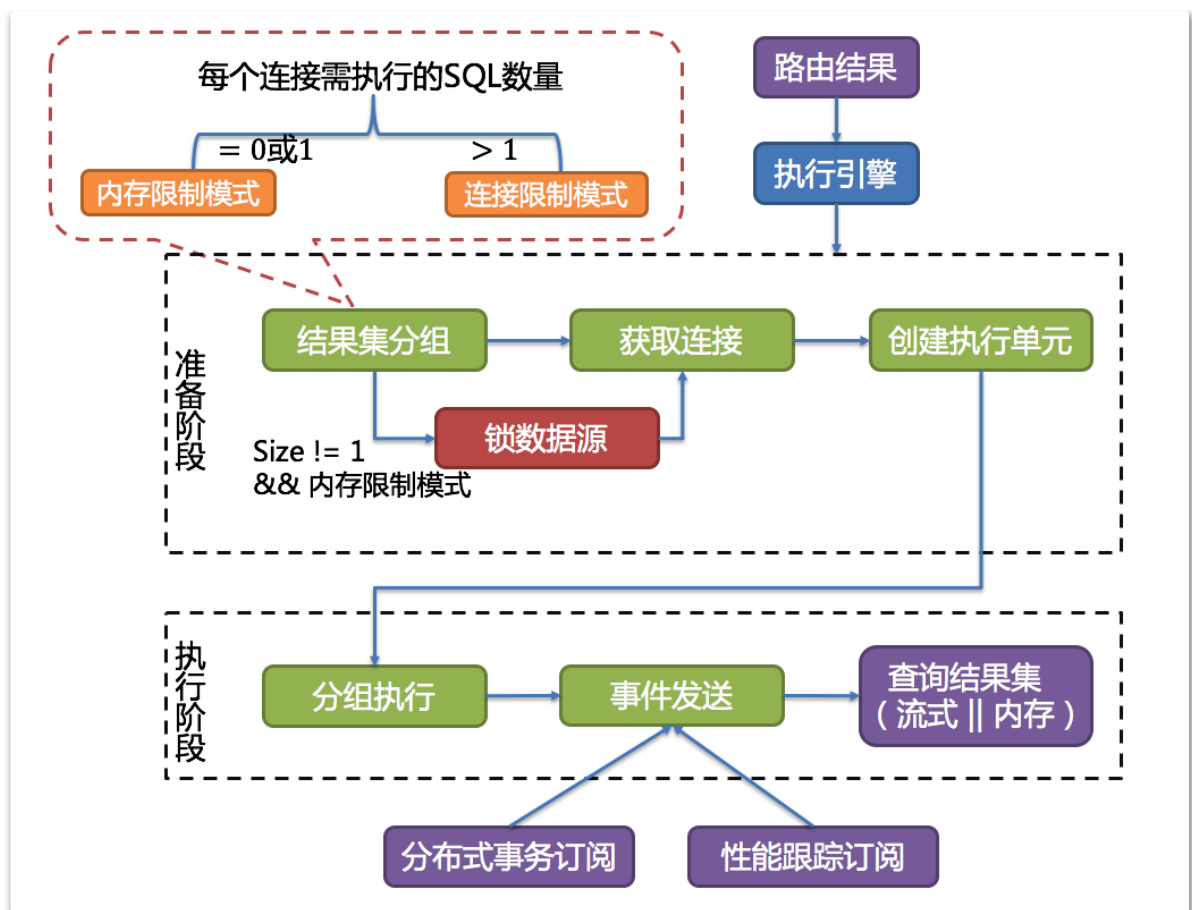 每个连接需执行的SQL数量
= 0或1
> 1
内存限制模式
连接限制模式
路由结果
执行引擎
准备阶段
结果集分组
获取连接
创建执行单元
锁数据源
Size != 1
&& 内存限制模式
执行阶段
分组执行
事件发送
查询结果集
（ 流式 || 内存 ）
分布式事务订阅
性能跟踪订阅